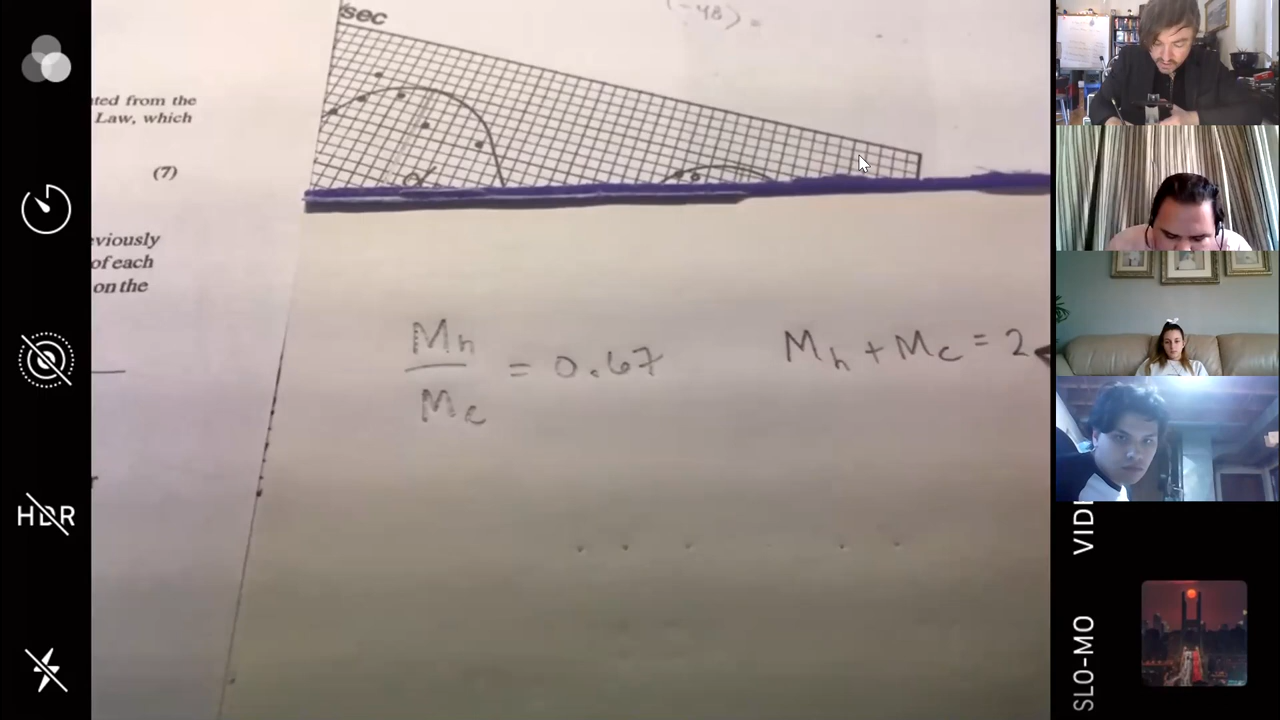 sec
(-48) =
ted from the
Law, which
(7)
α
eviously
of each
on the
Mh
Mc
= 0.67
Mh + Mc = 2
HDR
SLO-MO